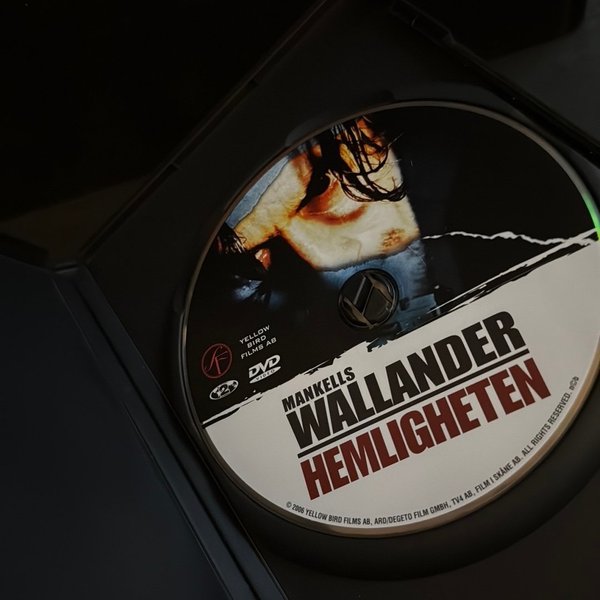 YELLOW
BIRD
FILMS AB
SF
DVD
VIDEO
MANKELLS
WALLANDER
HEMLIGHETEN
© 2006 YELLOW BIRD FILMS AB, ARD/DEGETO FILM GMBH, TV4 AB, FILM I SKÅNE AB. ALL RIGHTS RESERVED.